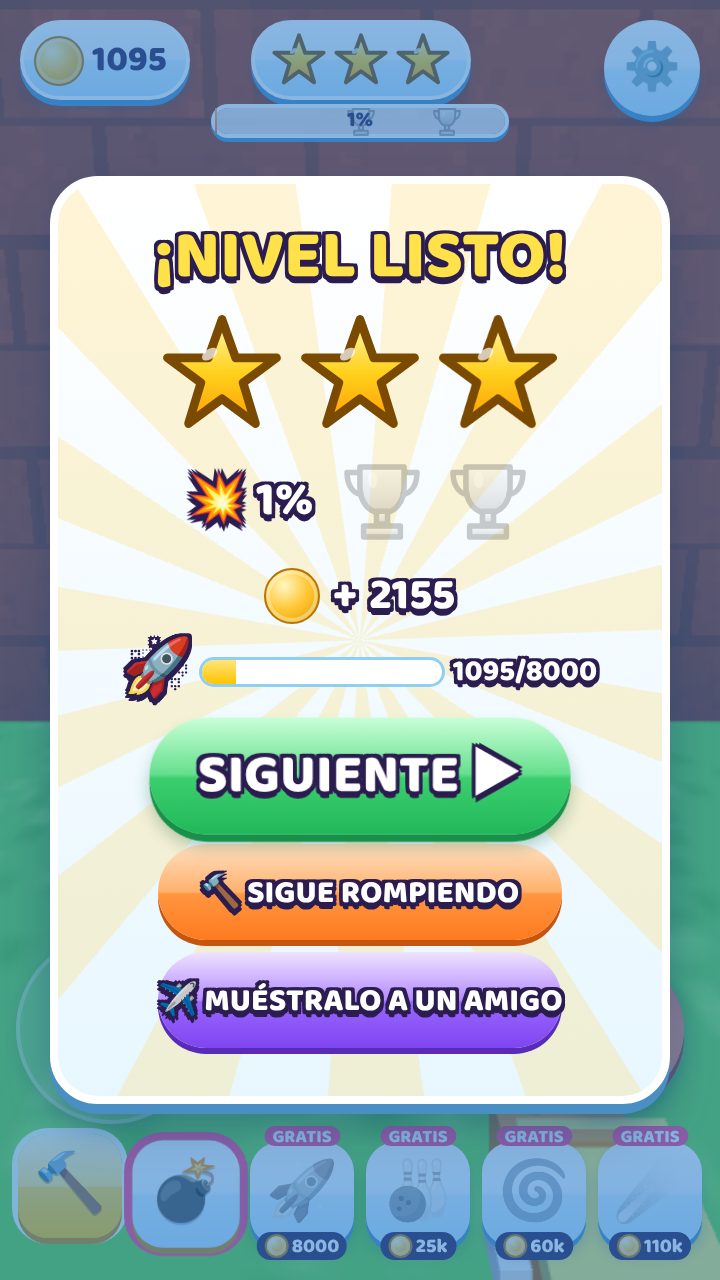 1095
1%
¡NIVEL LISTO!
1%
+ 2155
1095/8000
SIGUIENTE
SIGUE ROMPIENDO
MUÉSTRALO A UN AMIGO
GRATIS GRATIS GRATIS GRATIS
8000 25k 60k 110k